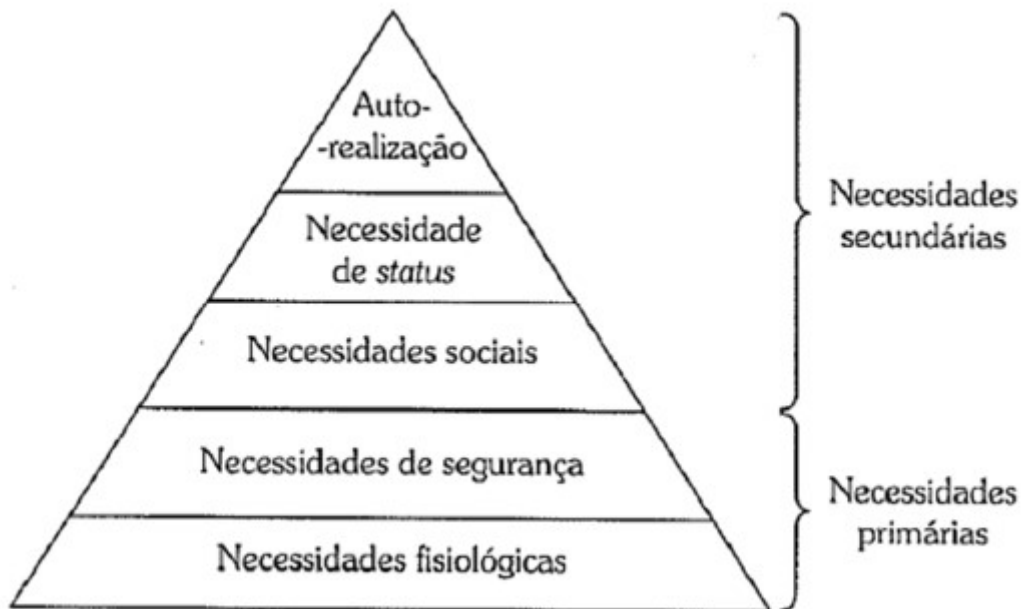 Auto-
-realização
Necessidade
de status
Necessidades sociais
Necessidades de segurança
Necessidades fisiológicas
Necessidades
secundárias
Necessidades
primárias